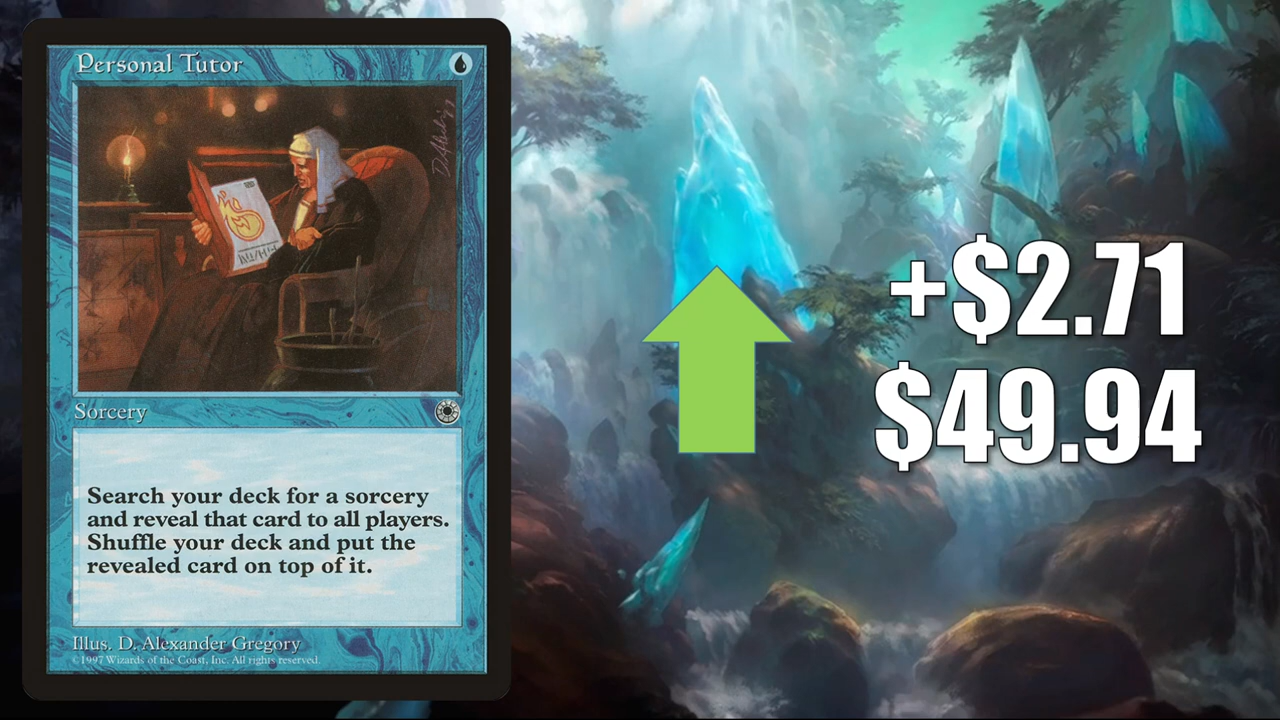 Personal Tutor
Sorcery
Search your deck for a sorcery
and reveal that card to all players.
Shuffle your deck and put the
revealed card on top of it.
Illus. D. Alexander Gregory
©1997 Wizards of the Coast, Inc. All rights reserved.
+$2.71
$49.94